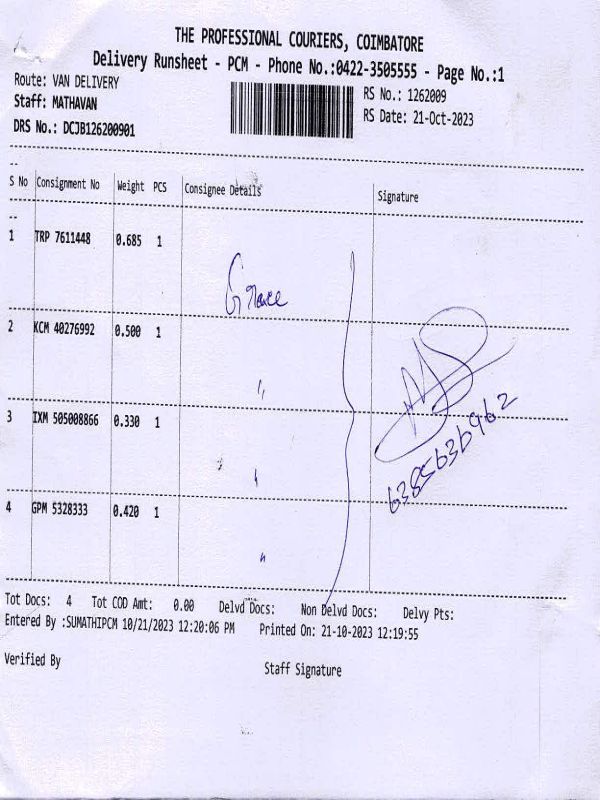 THE PROFESSIONAL COURIERS, COIMBATORE
Delivery Runsheet - PCM - Phone No.:0422-3505555 - Page No.:1
Route: VAN DELIVERY
RS No.: 1262009
Staff: MATHAVAN
RS Date: 21-Oct-2023
DRS No.: DCJB126200901
--
S No Consignment No Weight PCS Consignee Details Signature
--
1 TRP 7611448 0.685 1
Grace
2 KCM 40276992 0.500 1
"
3 IXM 505008866 0.330 1
"
6385636962
4 GPM 5328333 0.420 1
"
Tot Docs: 4 Tot COD Amt: 0.00 Delvd Docs: Non Delvd Docs: Delvy Pts:
Entered By :SUMATHIPCM 10/21/2023 12:20:06 PM Printed On: 21-10-2023 12:19:55
Verified By
Staff Signature